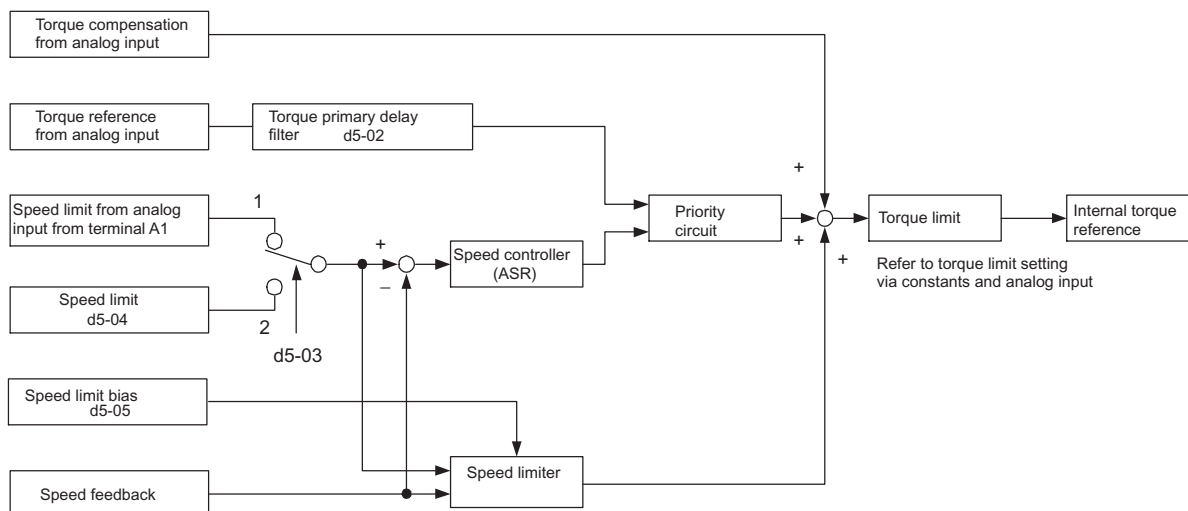 Torque compensation
from analog input
Torque reference
from analog input
Torque primary delay
filter d5-02
Speed limit from analog
input from terminal A1
1
Speed limit
d5-04
2
d5-03
+
–
Speed controller
(ASR)
Priority
circuit
+
+
+
Torque limit
Internal torque
reference
Refer to torque limit setting
via constants and analog input
Speed limit bias
d5-05
Speed feedback
Speed limiter